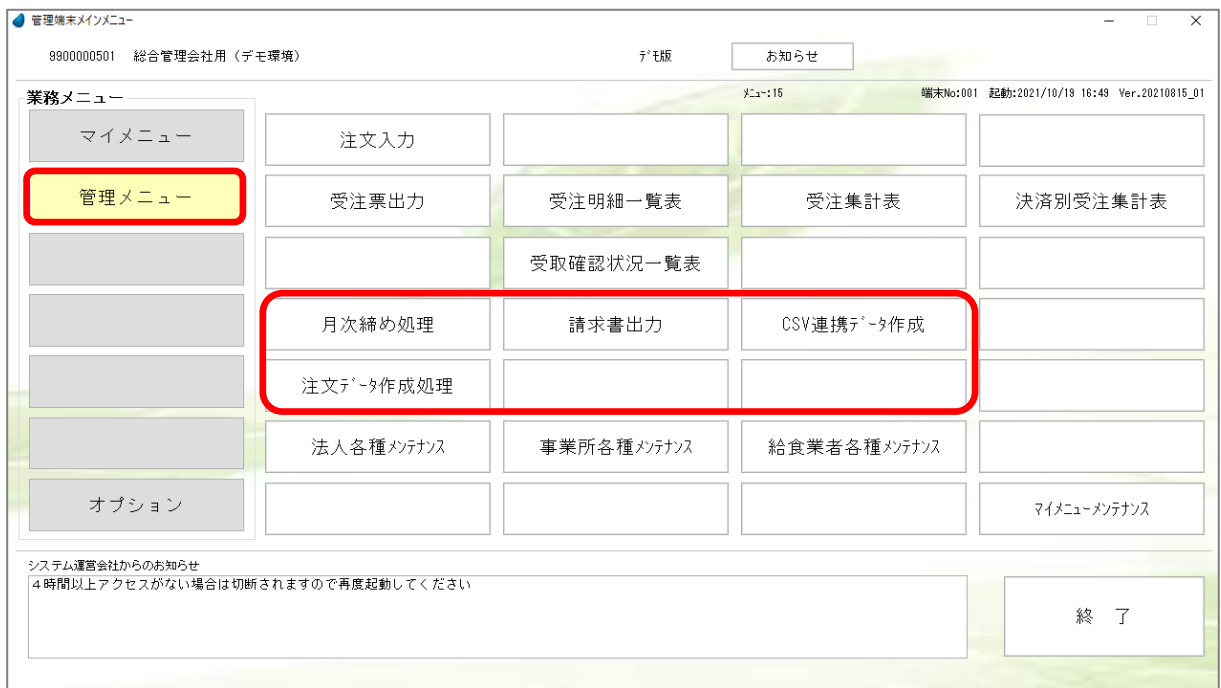 管理端末メインメニュー
9900000501 総合管理会社用（デモ環境） ﾃﾞﾓ版 お知らせ
業務メニュー ﾒﾆｭｰ:15 端末No:001 起動:2021/10/19 16:49 Ver.20210815_01
マイメニュー 注文入力
管理メニュー 受注票出力 受注明細一覧表 受注集計表 決済別受注集計表
受取確認状況一覧表
月次締め処理 請求書出力 CSV連携ﾃﾞｰﾀ作成
注文ﾃﾞｰﾀ作成処理
法人各種ﾒﾝﾃﾅﾝｽ 事業所各種ﾒﾝﾃﾅﾝｽ 給食業者各種ﾒﾝﾃﾅﾝｽ
オプション ﾏｲﾒﾆｭｰﾒﾝﾃﾅﾝｽ
システム運営会社からのお知らせ
４時間以上アクセスがない場合は切断されますので再度起動してください
終 了